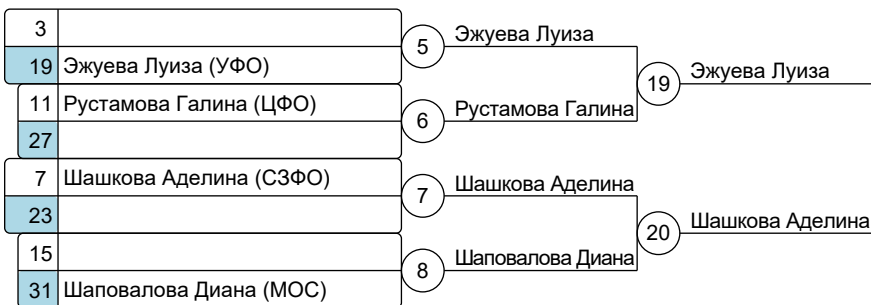 3
19 Эжуева Луиза (УФО)
5
Эжуева Луиза
11 Рустамова Галина (ЦФО)
27
6
Рустамова Галина
19
Эжуева Луиза
7 Шашкова Аделина (СЗФО)
23
7
Шашкова Аделина
15
31 Шаповалова Диана (МОС)
8
Шаповалова Диана
20
Шашкова Аделина